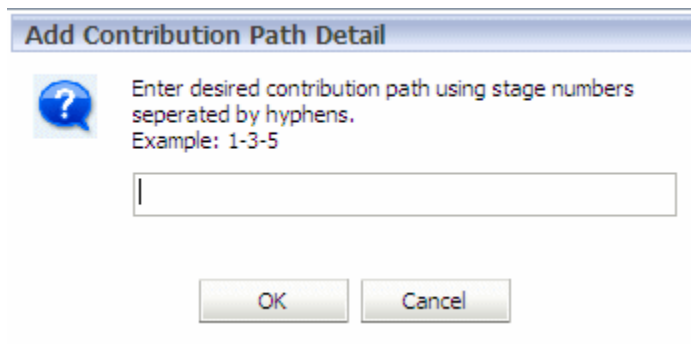 Add Contribution Path Detail
Enter desired contribution path using stage numbers
seperated by hyphens.
Example: 1-3-5
OK
Cancel